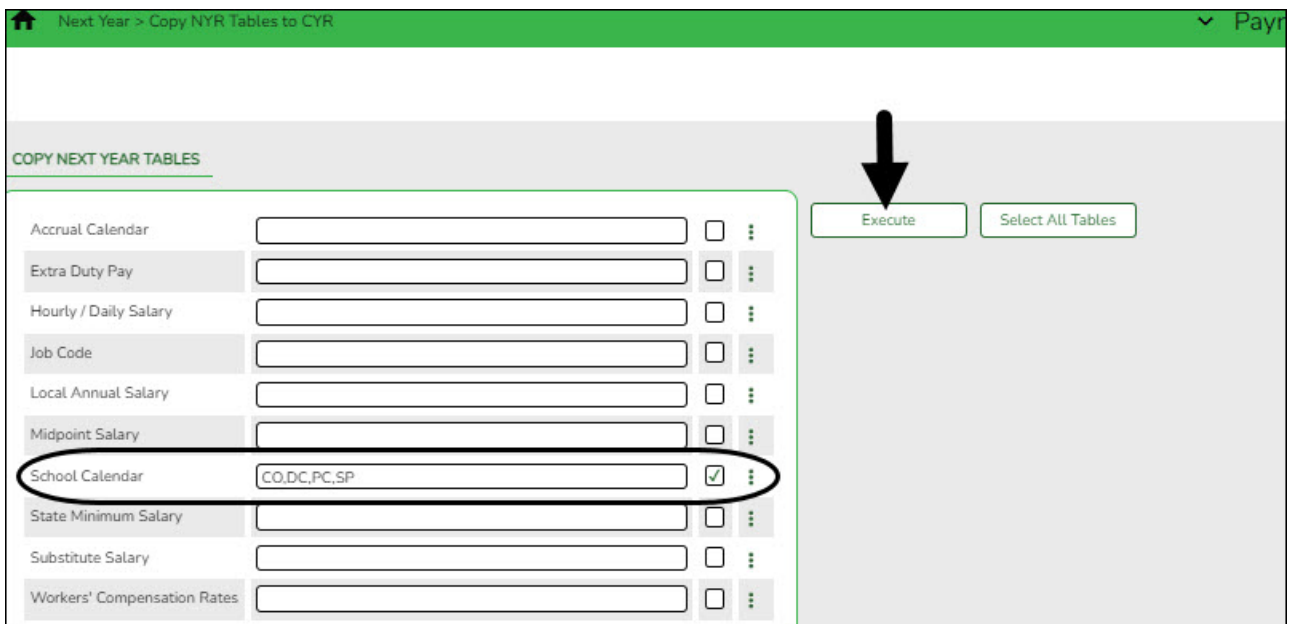 Next Year > Copy NYR Tables to CYR
COPY NEXT YEAR TABLES
Execute
Select All Tables
Accrual Calendar
Extra Duty Pay
Hourly / Daily Salary
Job Code
Local Annual Salary
Midpoint Salary
School Calendar CO,DC,PC,SP
State Minimum Salary
Substitute Salary
Workers' Compensation Rates